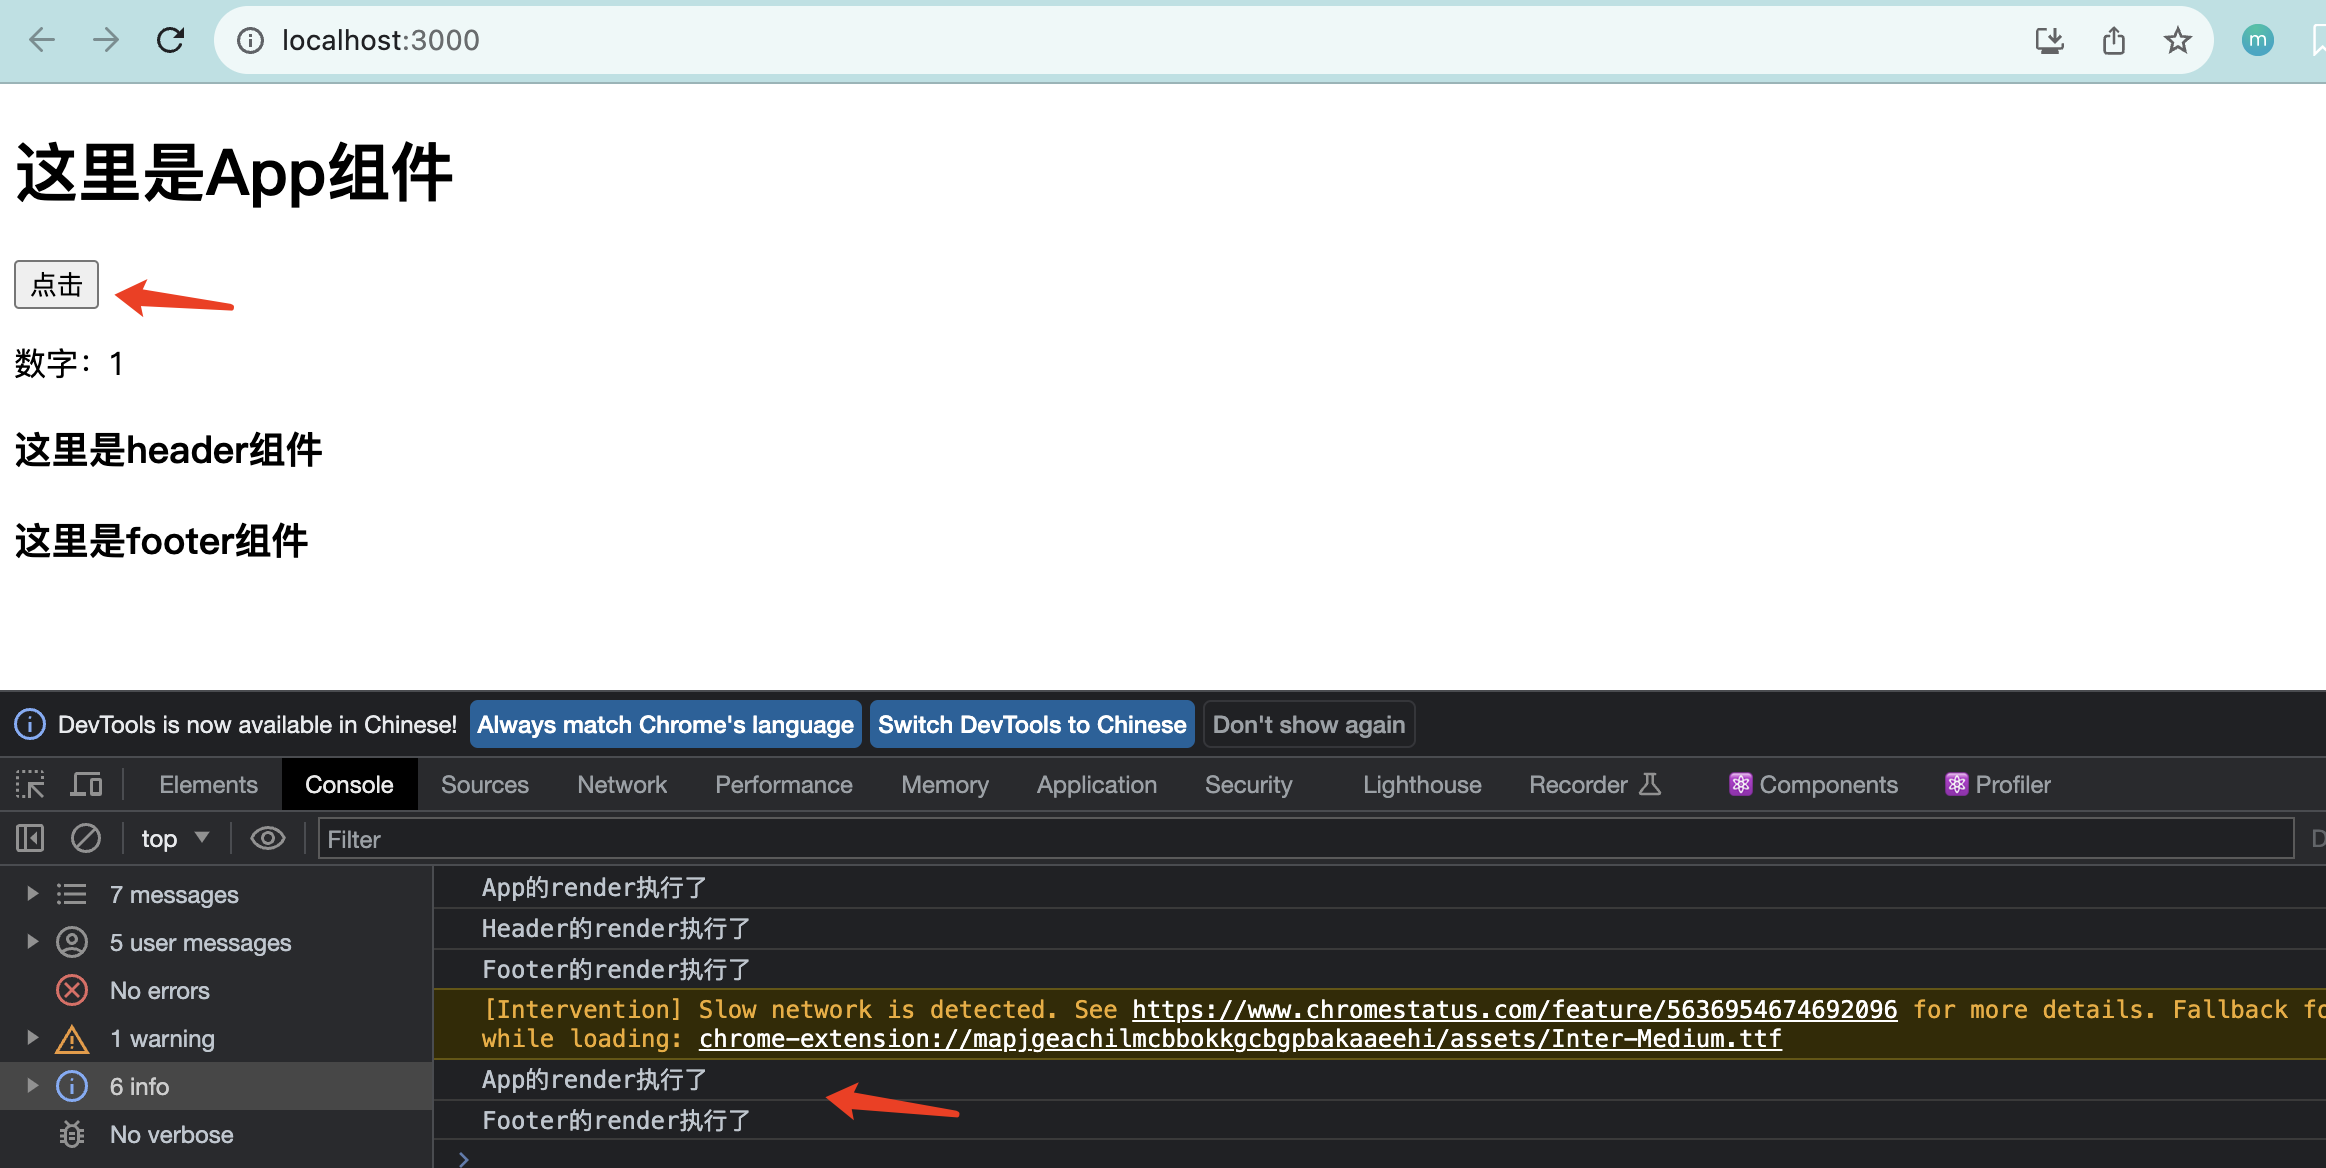 localhost:3000
m
这里是App组件
点击
数字：1
这里是header组件
这里是footer组件
DevTools is now available in Chinese! Always match Chrome's language Switch DevTools to Chinese Don't show again
Elements Console Sources Network Performance Memory Application Security Lighthouse Recorder Components Profiler
top Filter
7 messages
5 user messages
No errors
1 warning
6 info
No verbose
App的render执行了
Header的render执行了
Footer的render执行了
[Intervention] Slow network is detected. See https://www.chromestatus.com/feature/5636954674692096 for more details. Fallback
while loading: chrome-extension://mapjgeachilmcbbokkgcbgpbakaaeehi/assets/Inter-Medium.ttf
App的render执行了
Footer的render执行了